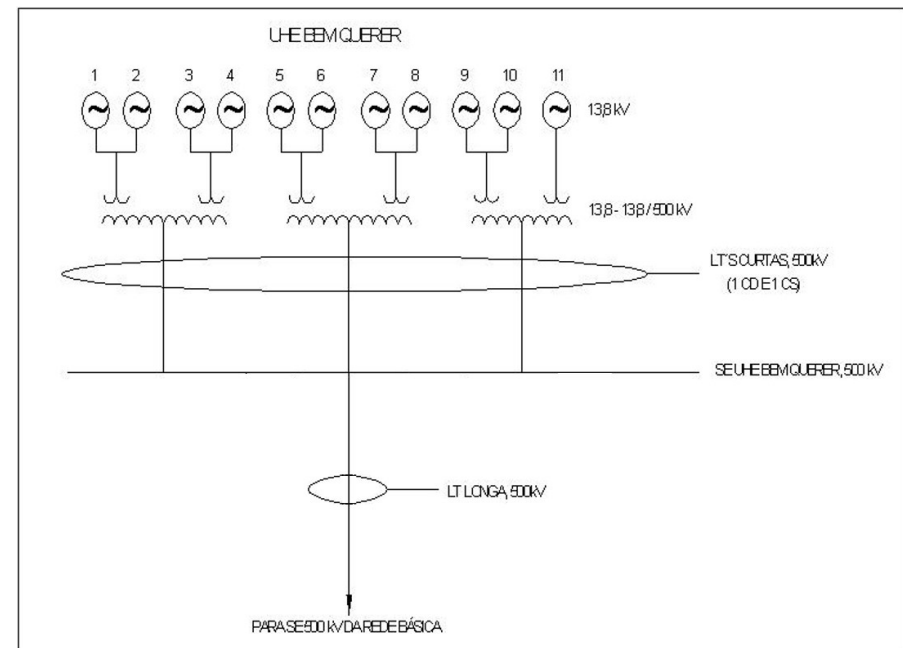 UHE BEM QUERER
1 2 3 4 5 6 7 8 9 10 11
13,8 kV
13,8 - 13,8 / 500 kV
LT'S CURTAS, 500kV
(1 CD E 1 CS)
SE UHE BEM QUERER, 500 kV
LT LONGA, 500kV
PARA SE 500 kV DA REDE BÁSICA